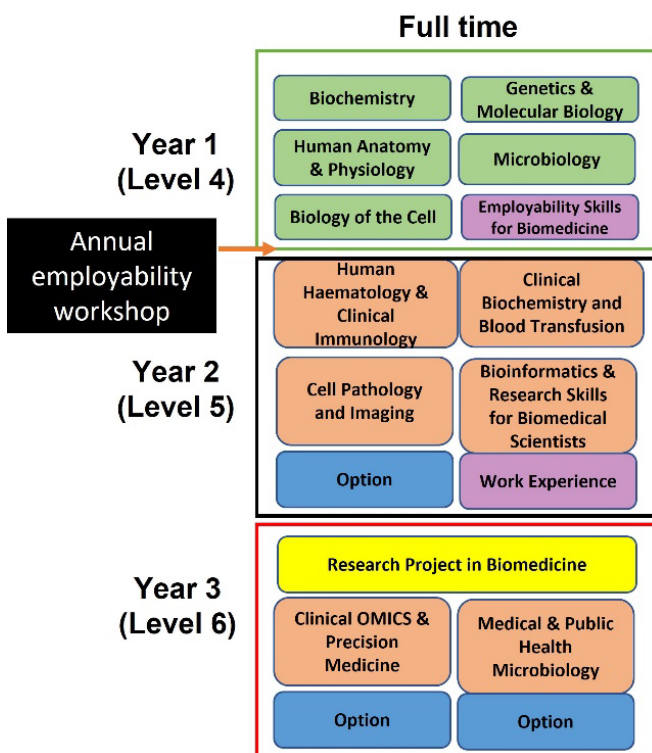 Full time
Year 1
(Level 4)
Biochemistry
Genetics &
Molecular Biology
Human Anatomy
& Physiology
Microbiology
Biology of the Cell
Employability Skills
for Biomedicine
Annual
employability
workshop
Year 2
(Level 5)
Human
Haematology &
Clinical
Immunology
Clinical
Biochemistry and
Blood Transfusion
Cell Pathology
and Imaging
Bioinformatics &
Research Skills
for Biomedical
Scientists
Option
Work Experience
Year 3
(Level 6)
Research Project in Biomedicine
Clinical OMICS &
Precision
Medicine
Medical & Public
Health
Microbiology
Option
Option